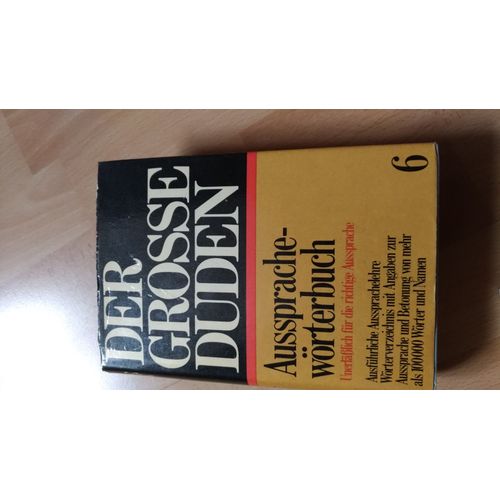 DER
GROSSE
DUDEN
Aussprache-
wörterbuch
Unerläßlich für die richtige Aussprache
Ausführliche Aussprachelehre
Wörterverzeichnis mit Angaben zur
Aussprache und Betonung von mehr
als 100 000 Wörter und Namen
6